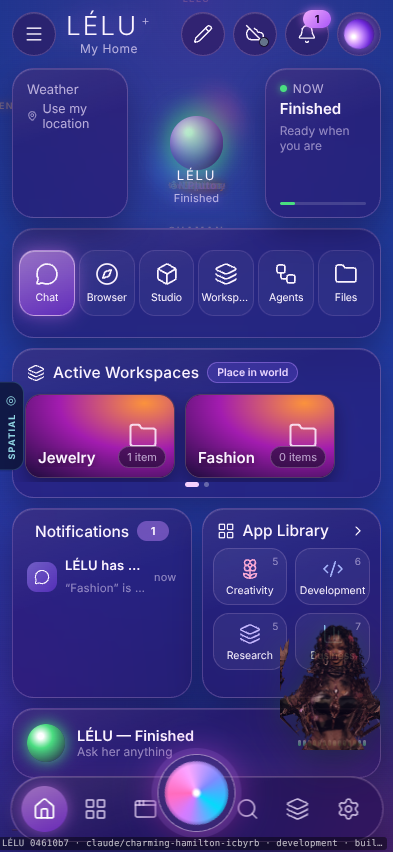 LÉLU +
My Home
1
Weather
Use my
location
NOW
Finished
Ready when
you are
LÉLU
Finished
Chat
Browser
Studio
Worksp...
Agents
Files
Active Workspaces
Place in world
SPATIAL
Jewelry
1 item
Fashion
0 items
Notifications
1
LÉLU has ...
"Fashion" is ...
now
App Library
Creativity
5
Development
6
Research
5
7
LÉLU — Finished
Ask her anything
LÉLU 04610b7 · claude/charming-hamilton-icbyrb · development · buil…